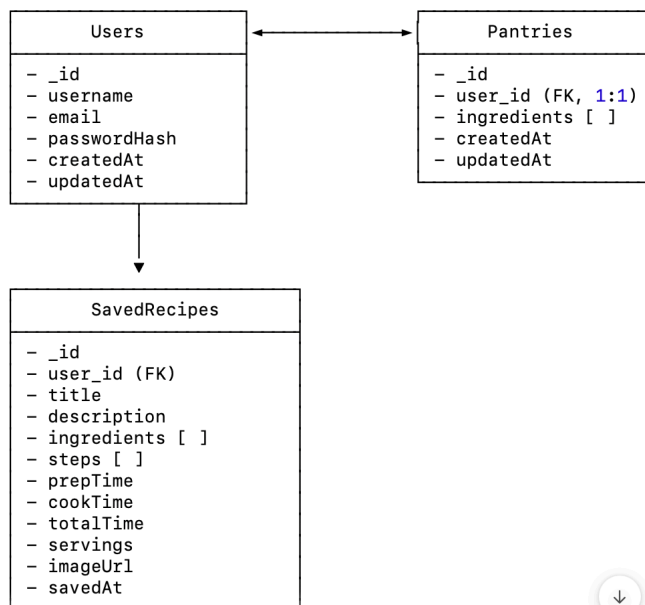 Users
- _id
- username
- email
- passwordHash
- createdAt
- updatedAt
Pantries
- _id
- user_id (FK, 1:1)
- ingredients [ ]
- createdAt
- updatedAt
SavedRecipes
- _id
- user_id (FK)
- title
- description
- ingredients [ ]
- steps [ ]
- prepTime
- cookTime
- totalTime
- servings
- imageUrl
- savedAt